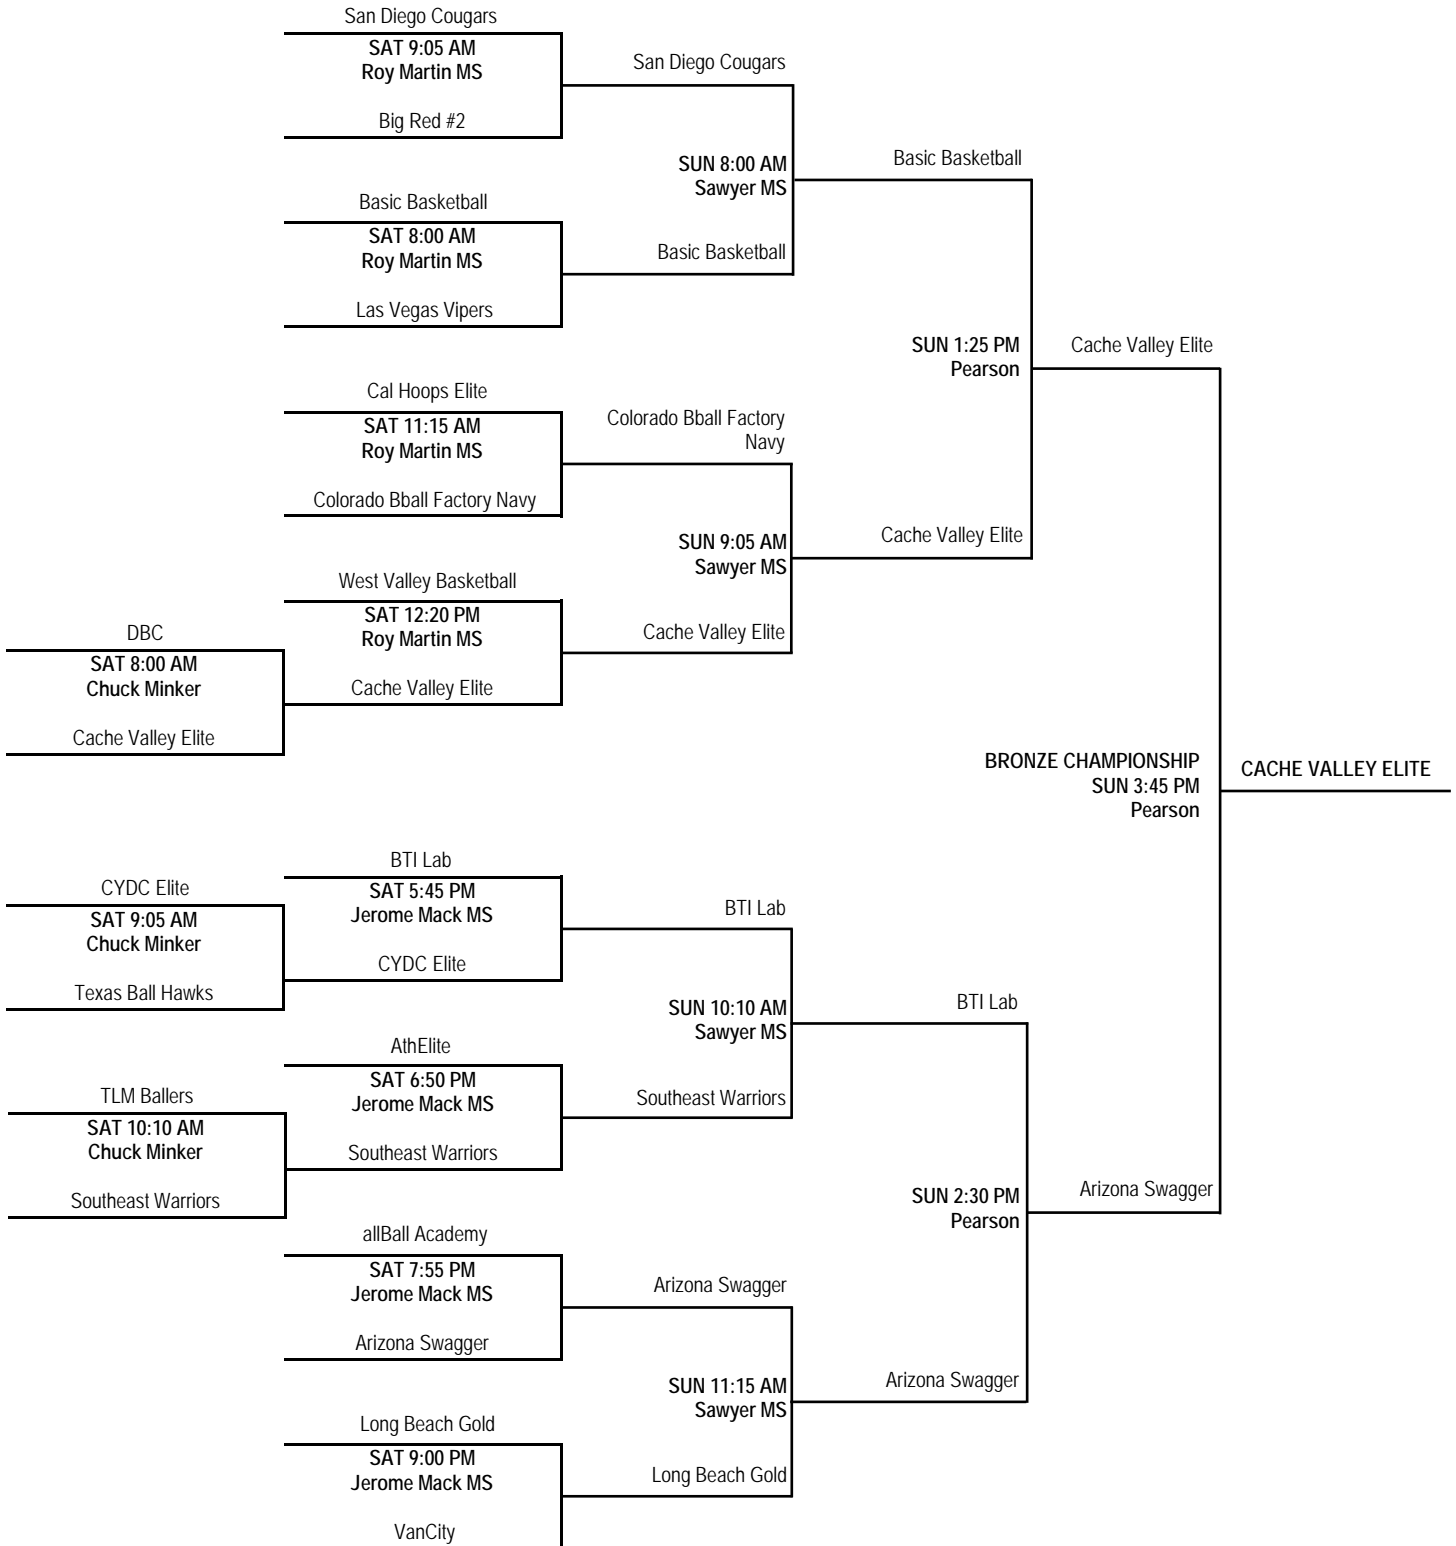 San Diego Cougars
SAT 9:05 AM
Roy Martin MS
Big Red #2
San Diego Cougars
SUN 8:00 AM
Sawyer MS
Basic Basketball
Basic Basketball
SAT 8:00 AM
Roy Martin MS
Las Vegas Vipers
Basic Basketball
SUN 1:25 PM
Pearson
Cache Valley Elite
Cal Hoops Elite
SAT 11:15 AM
Roy Martin MS
Colorado Bball Factory Navy
Colorado Bball Factory
Navy
SUN 9:05 AM
Sawyer MS
Cache Valley Elite
West Valley Basketball
SAT 12:20 PM
Roy Martin MS
Cache Valley Elite
Cache Valley Elite
DBC
SAT 8:00 AM
Chuck Minker
Cache Valley Elite
BRONZE CHAMPIONSHIP
SUN 3:45 PM
Pearson
CACHE VALLEY ELITE
BTI Lab
SAT 5:45 PM
Jerome Mack MS
CYDC Elite
CYDC Elite
SAT 9:05 AM
Chuck Minker
Texas Ball Hawks
BTI Lab
SUN 10:10 AM
Sawyer MS
BTI Lab
AthElite
SAT 6:50 PM
Jerome Mack MS
Southeast Warriors
Southeast Warriors
TLM Ballers
SAT 10:10 AM
Chuck Minker
Southeast Warriors
SUN 2:30 PM
Pearson
Arizona Swagger
allBall Academy
SAT 7:55 PM
Jerome Mack MS
Arizona Swagger
Arizona Swagger
SUN 11:15 AM
Sawyer MS
Arizona Swagger
Long Beach Gold
SAT 9:00 PM
Jerome Mack MS
VanCity
Long Beach Gold